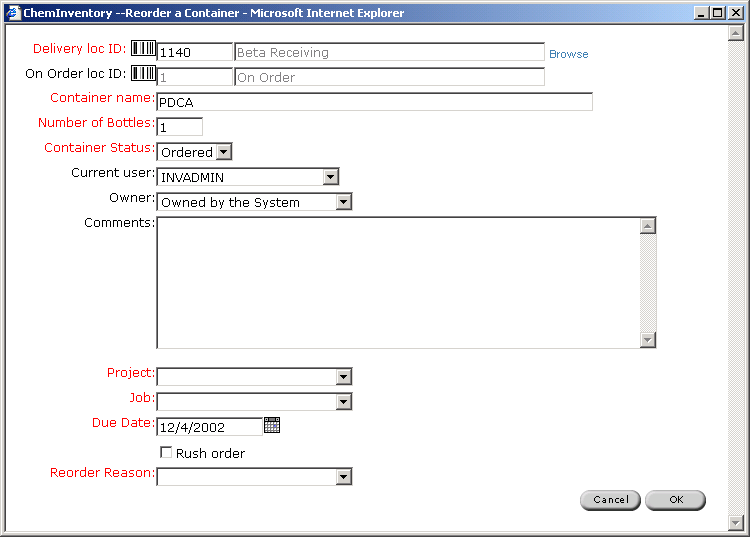 ChemInventory --Reorder a Container - Microsoft Internet Explorer
Delivery loc ID: 1140 Beta Receiving Browse
On Order loc ID: 1 On Order
Container name: PDCA
Number of Bottles: 1
Container Status: Ordered
Current user: INVADMIN
Owner: Owned by the System
Comments:
Project:
Job:
Due Date: 12/4/2002
Rush order
Reorder Reason:
Cancel OK